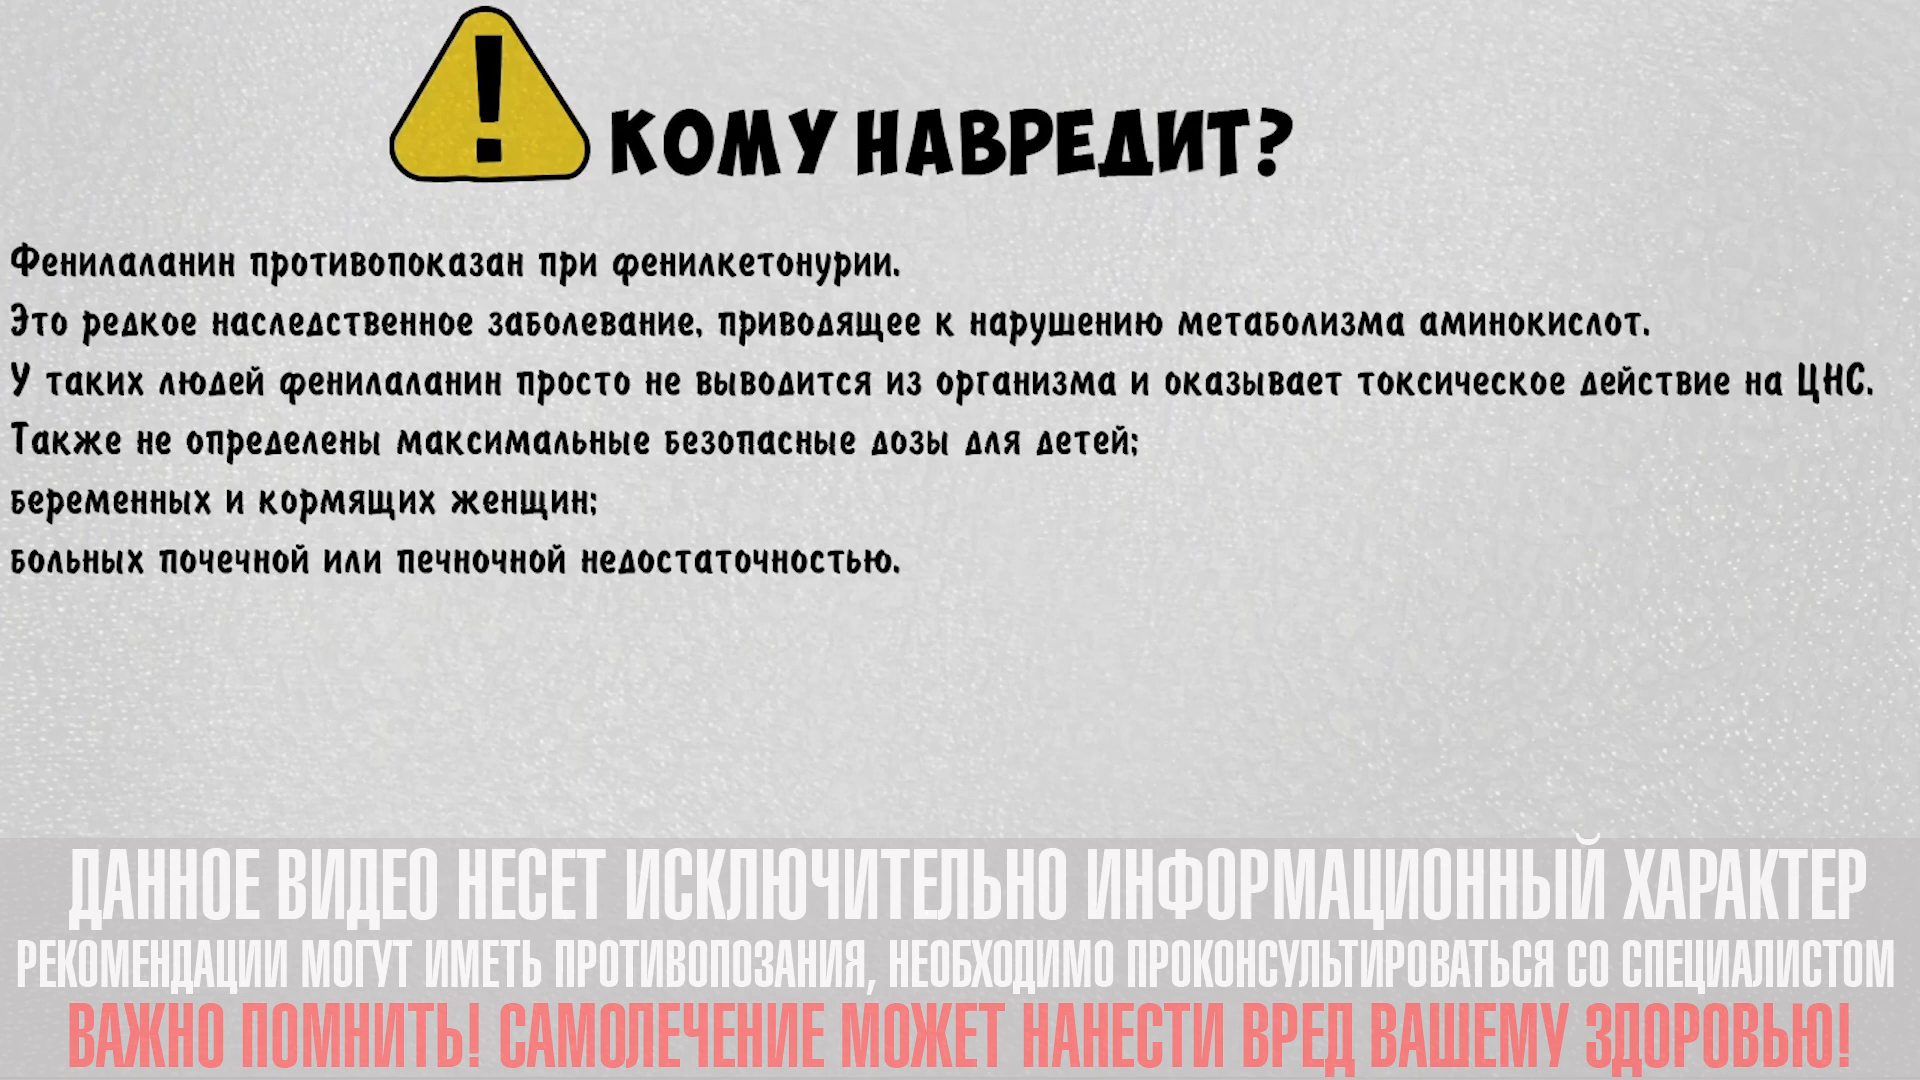 КОМУ НАВРЕДИТ?
Фенилаланин противопоказан при фенилкетонурии.
Это редкое наследственное заболевание, приводящее к нарушению метаболизма аминокислот.
У таких людей фенилаланин просто не выводится из организма и оказывает токсическое действие на ЦНС.
Также не определены максимальные безопасные дозы для детей;
беременных и кормящих женщин;
больных почечной или печночной недостаточностью.
ДАННОЕ ВИДЕО НЕСЕТ ИСКЛЮЧИТЕЛЬНО ИНФОРМАЦИОННЫЙ ХАРАКТЕР
РЕКОМЕНДАЦИИ МОГУТ ИМЕТЬ ПРОТИВОПОЗАНИЯ, НЕОБХОДИМО ПРОКОНСУЛЬТИРОВАТЬСЯ СО СПЕЦИАЛИСТОМ
ВАЖНО ПОМНИТЬ! САМОЛЕЧЕНИЕ МОЖЕТ НАНЕСТИ ВРЕД ВАШЕМУ ЗДОРОВЬЮ!